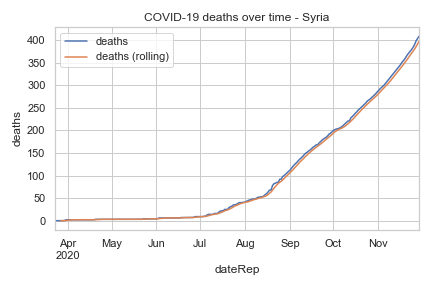 COVID-19 deaths over time - Syria
deaths
deaths (rolling)
400
350
300
250
200
150
100
50
0
deaths
Apr May Jun Jul Aug Sep Oct Nov
2020
dateRep